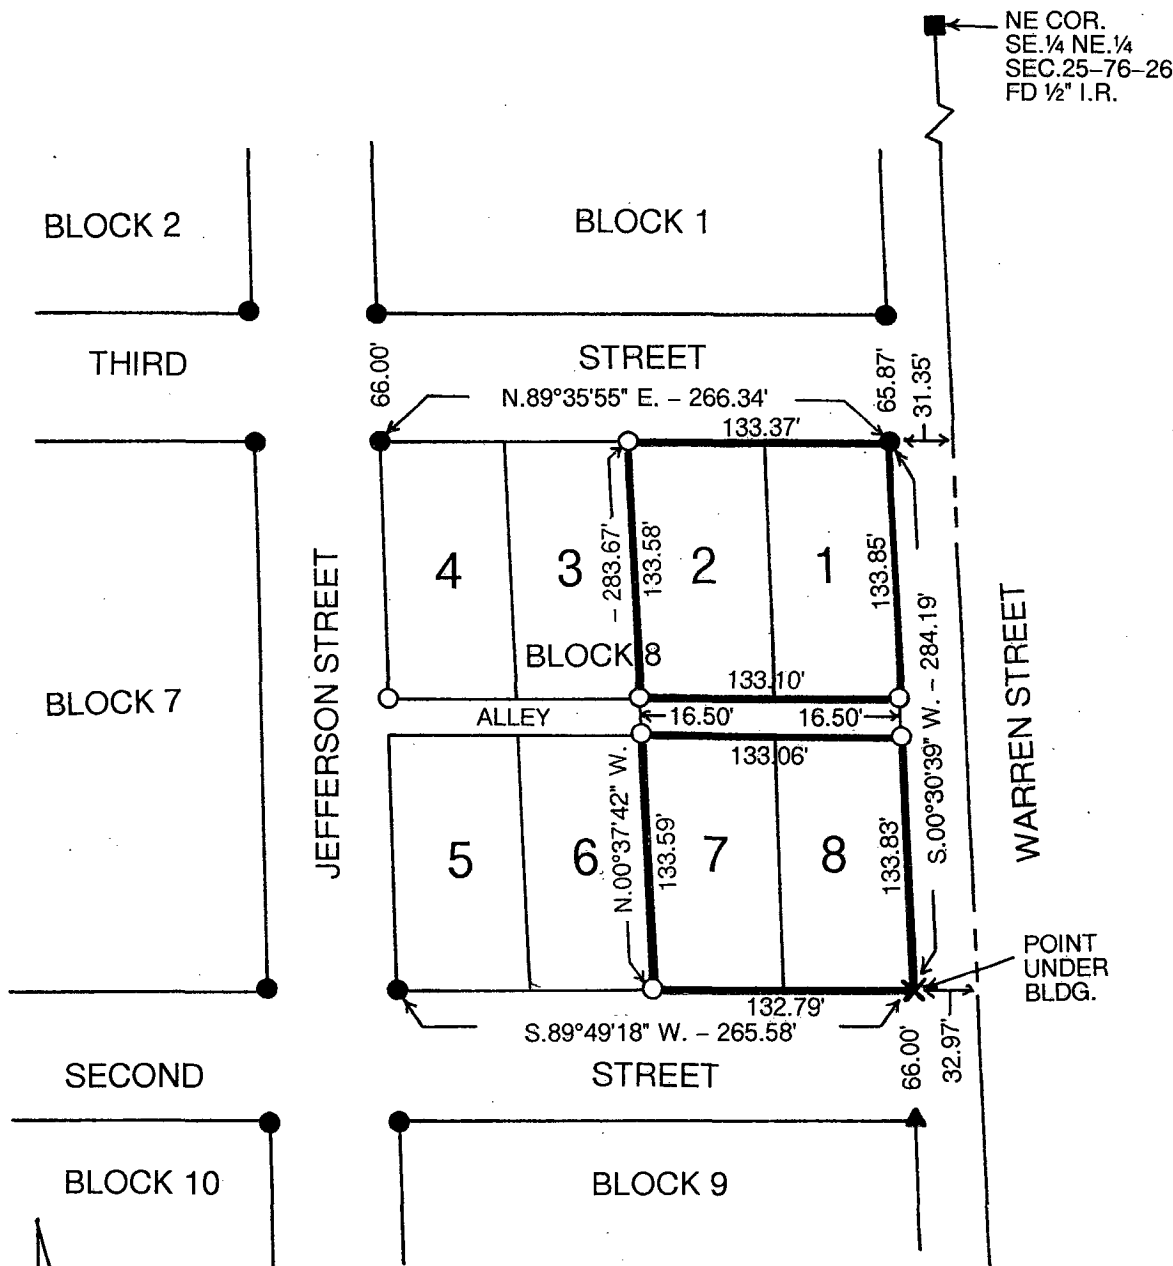 NE COR.
SE.¼ NE.¼
SEC.25–76–26
FD ½" I.R.
BLOCK 2
BLOCK 1
THIRD
STREET
66.00'
65.87'
31.35'
N.89°35'55" E. – 266.34'
133.37'
4
3
2
1
– 283.67'
133.58'
133.85'
BLOCK 8
133.10'
ALLEY
16.50'
16.50'
133.06'
JEFFERSON STREET
BLOCK 7
WARREN STREET
S.00°30'39" W. – 284.19'
5
6
7
8
N.00°37'42" W.
133.59'
133.83'
POINT
UNDER
BLDG.
132.79'
S.89°49'18" W. – 265.58'
66.00'
32.97'
SECOND
STREET
BLOCK 10
BLOCK 9